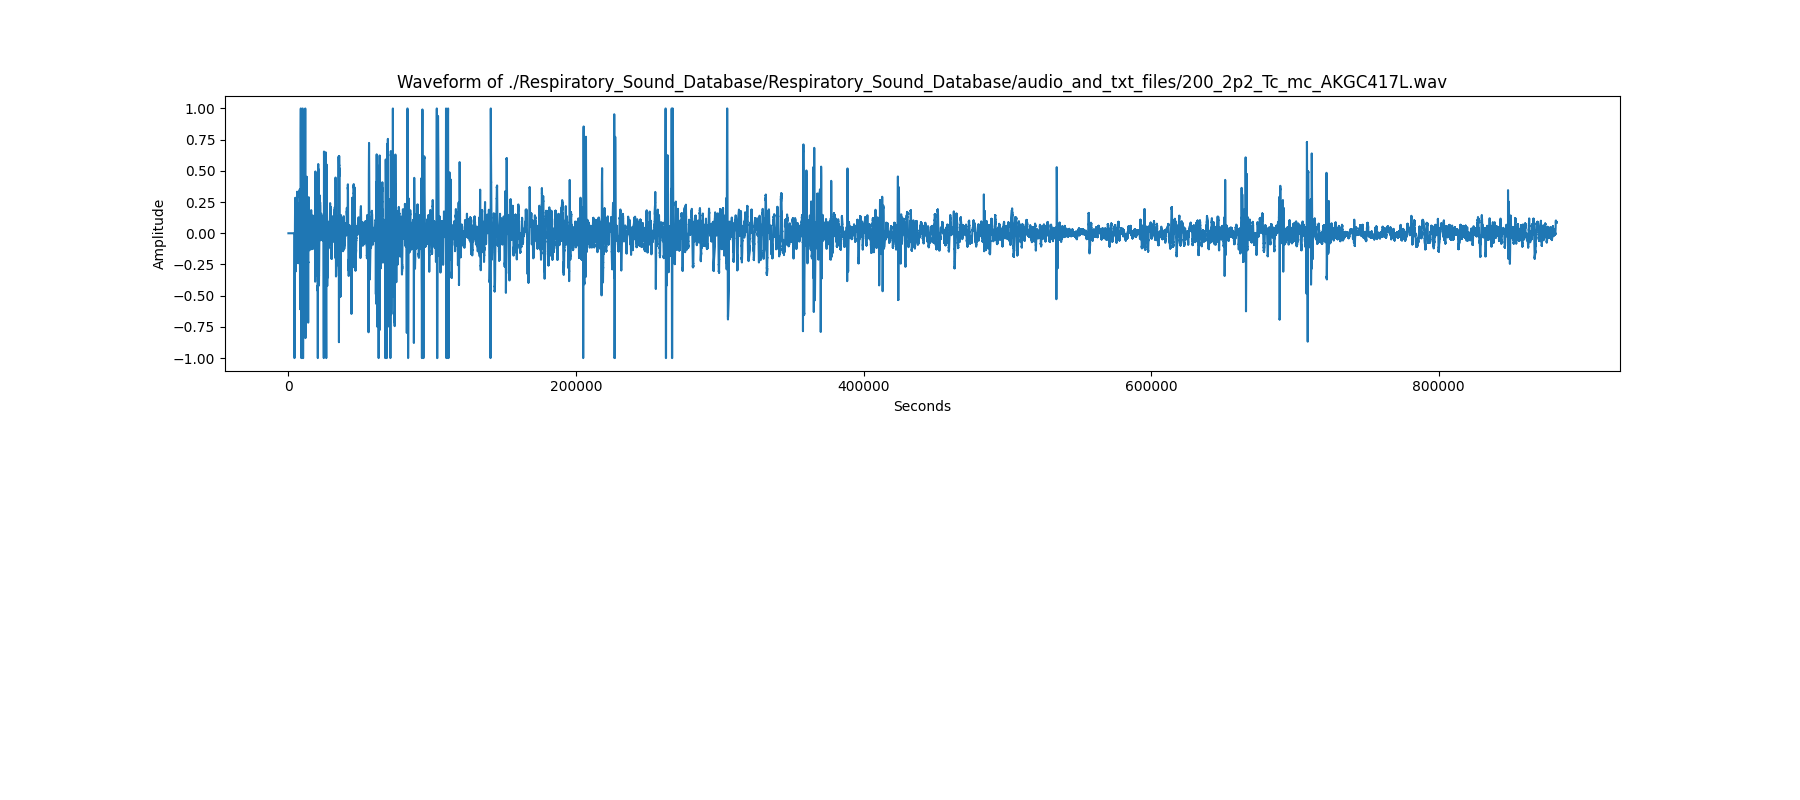 Waveform of ./Respiratory_Sound_Database/Respiratory_Sound_Database/audio_and_txt_files/200_2p2_Tc_mc_AKGC417L.wav
1.00
0.75
0.50
0.25
0.00
−0.25
−0.50
−0.75
−1.00
Amplitude
0 200000 400000 600000 800000
Seconds